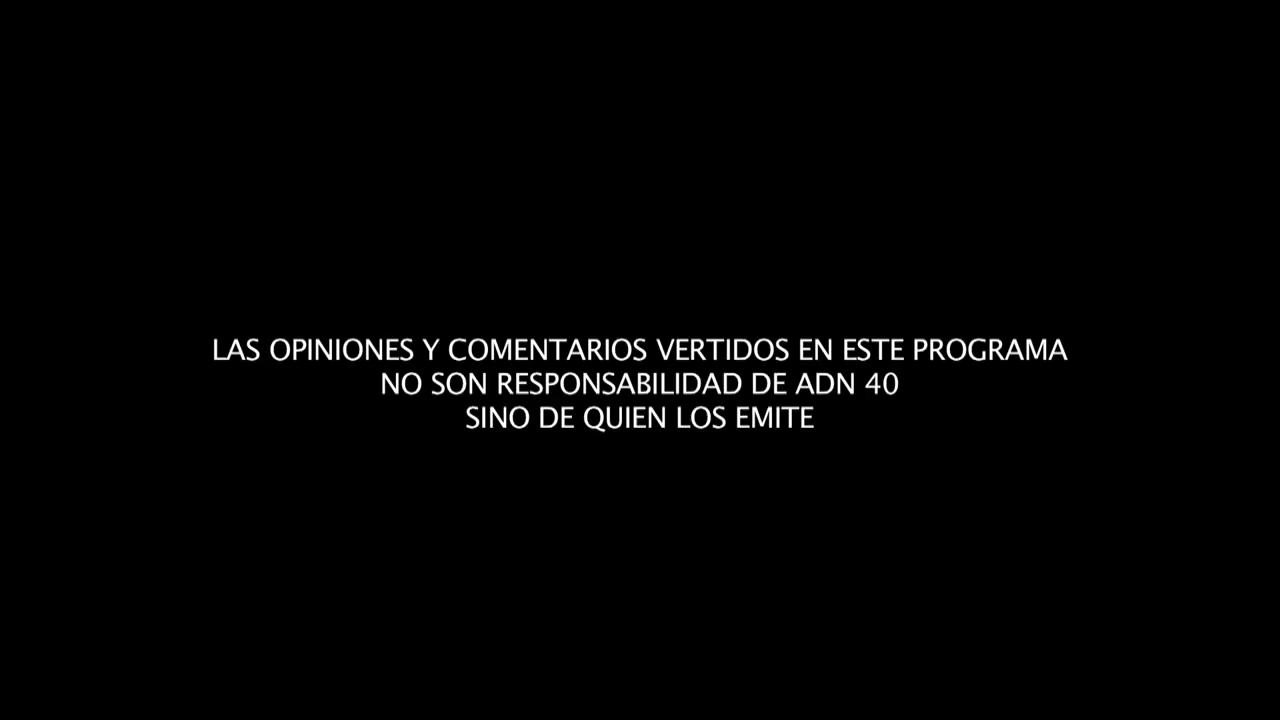 LAS OPINIONES Y COMENTARIOS VERTIDOS EN ESTE PROGRAMA
NO SON RESPONSABILIDAD DE ADN 40
SINO DE QUIEN LOS EMITE